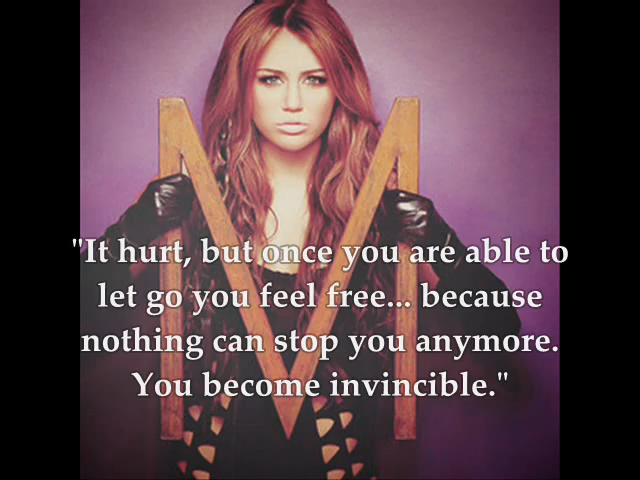 M
"It hurt, but once you are able to
let go you feel free... because
nothing can stop you anymore.
You become invincible."